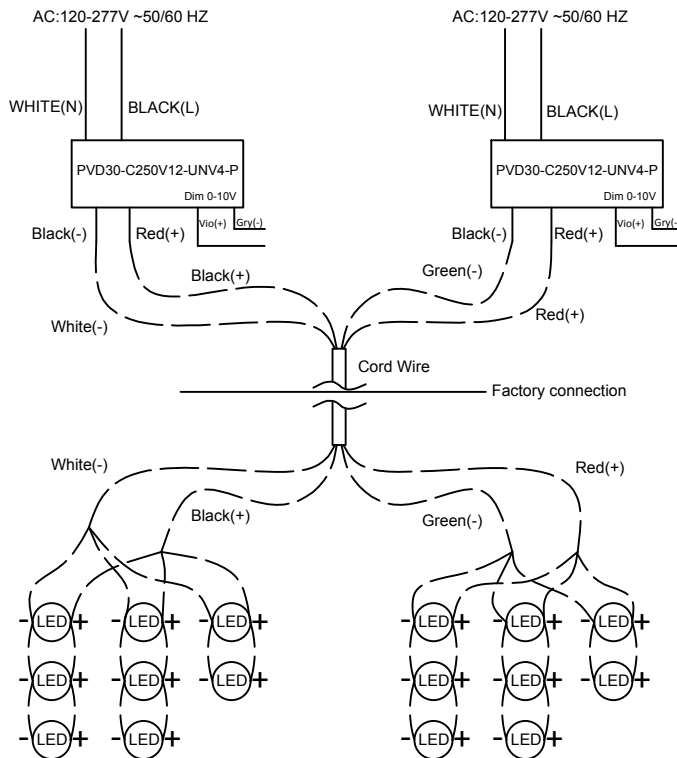 AC:120-277V ~50/60 HZ
AC:120-277V ~50/60 HZ
WHITE(N)
BLACK(L)
WHITE(N)
BLACK(L)
PVD30-C250V12-UNV4-P
PVD30-C250V12-UNV4-P
Dim 0-10V
Dim 0-10V
Vio(+)
Gry(-)
Vio(+)
Gry(-)
Black(-)
Red(+)
Black(-)
Red(+)
Black(+)
Green(-)
White(-)
Red(+)
Cord Wire
Factory connection
White(-)
Red(+)
Black(+)
Green(-)
- LED + - LED + - LED +
- LED + - LED + - LED +
- LED + - LED + - LED +
- LED + - LED + - LED +
- LED + - LED +
- LED + - LED +